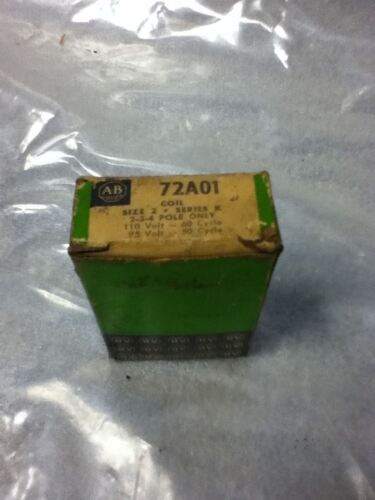 AB
72A01
COIL
SIZE 2 • SERIES K
2-3-4 POLE ONLY
110 Volt — 60 Cycle
95 Volt — 50 Cycle